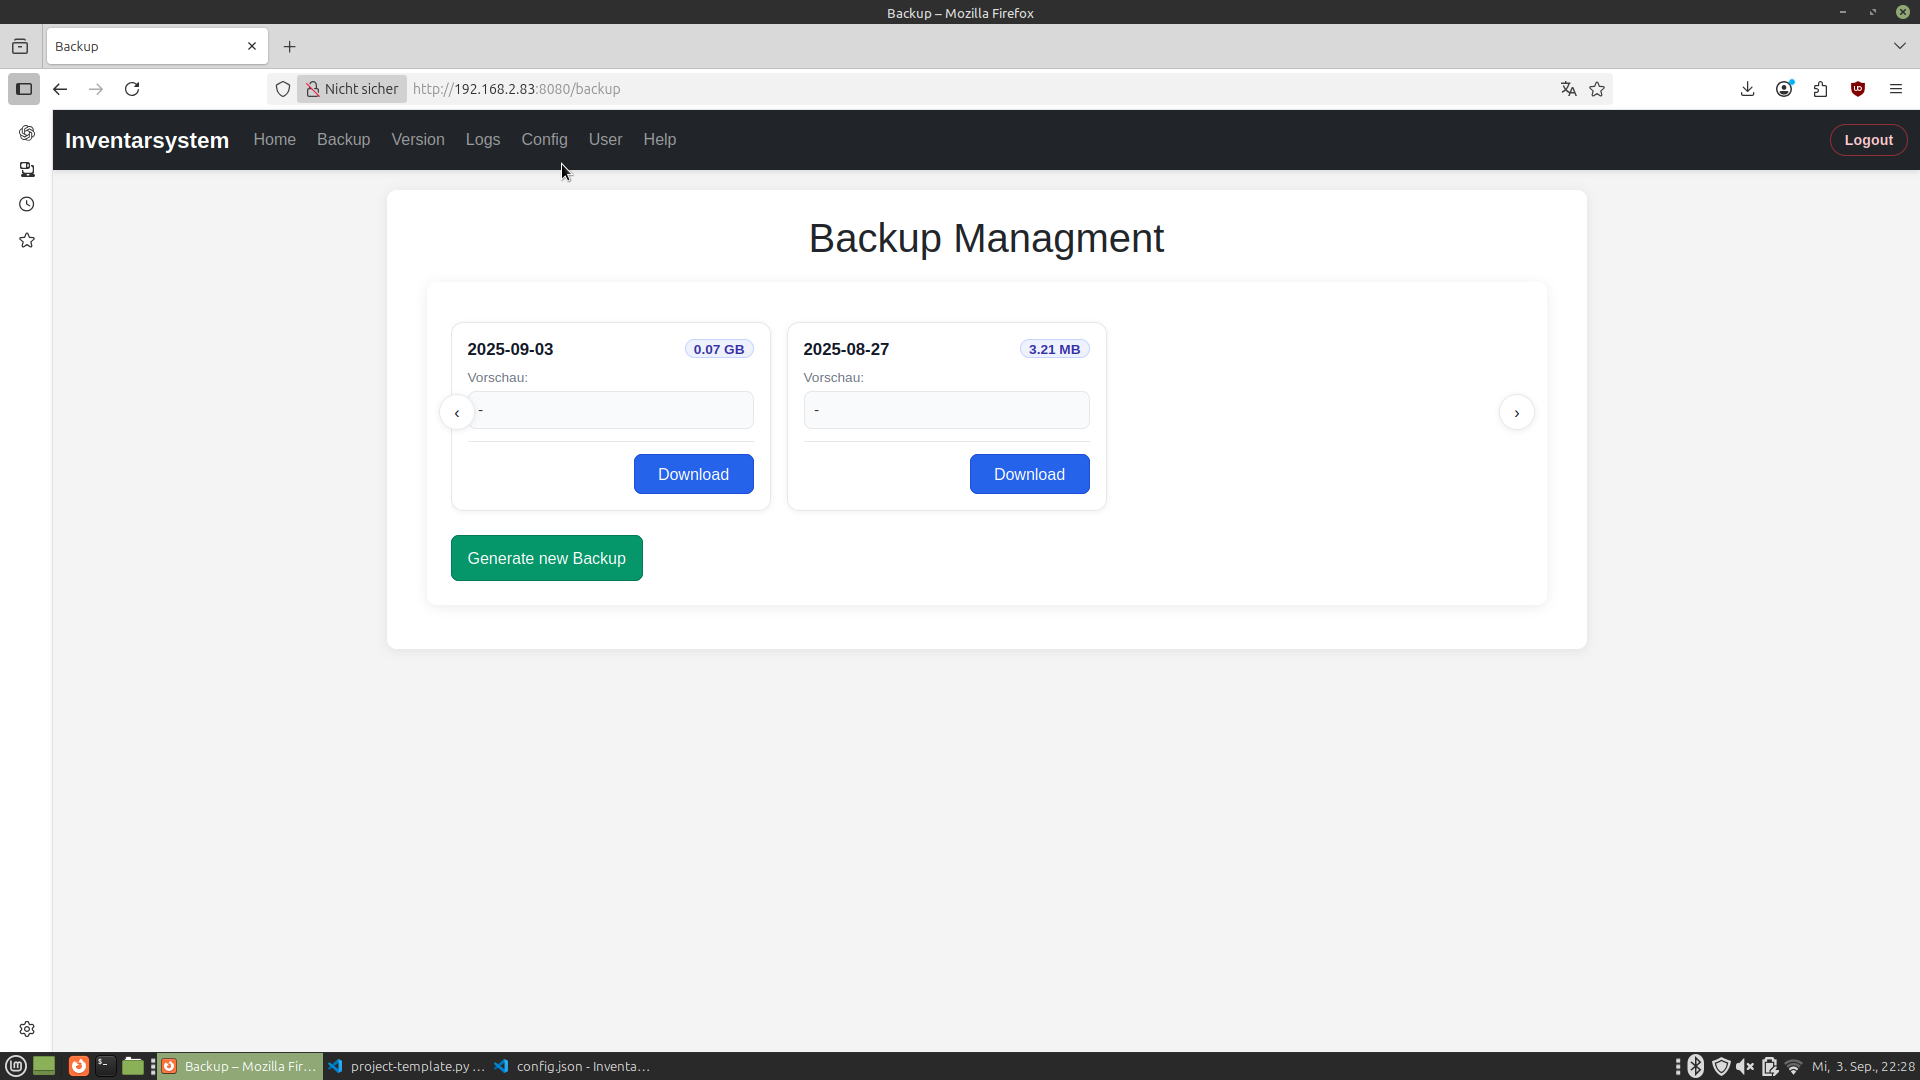 Backup – Mozilla Firefox
Backup
Nicht sicher http://192.168.2.83:8080/backup
Inventarsystem Home Backup Version Logs Config User Help Logout
Backup Managment
2025-09-03 0.07 GB
Vorschau:
-
Download
2025-08-27 3.21 MB
Vorschau:
-
Download
‹
›
Generate new Backup
Backup – Mozilla Fir... project-template.py ... config.json - Inventa... Mi, 3. Sep., 22:28